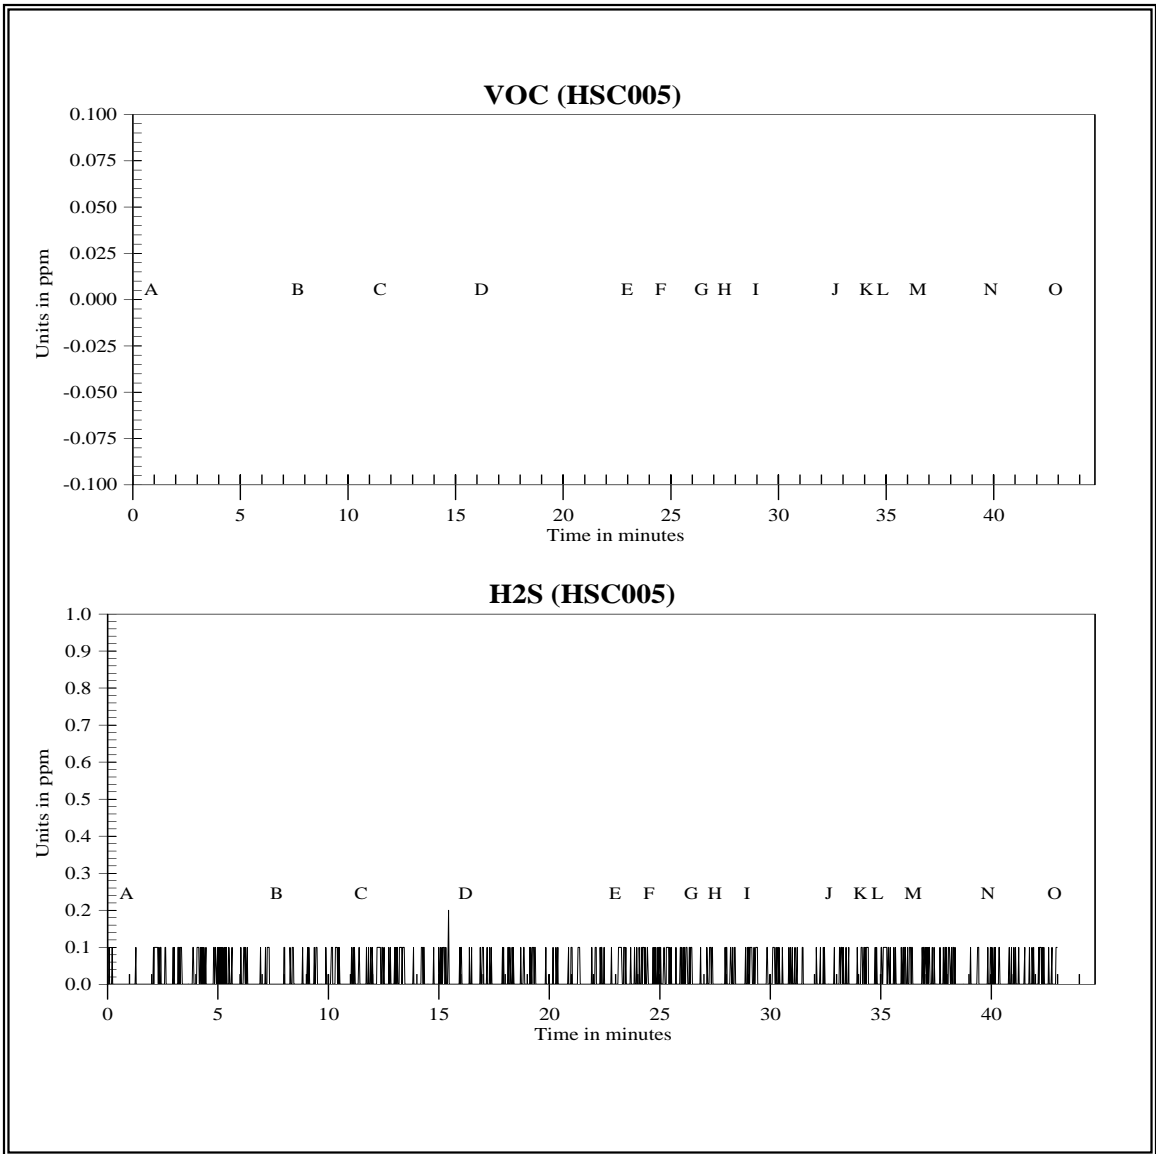 VOC (HSC005)
0.100
0.075
0.050
0.025
0.000
-0.025
-0.050
-0.075
-0.100
Units in ppm
A B C D E F G H I J K L M N O
0 5 10 15 20 25 30 35 40
Time in minutes
H2S (HSC005)
1.0
0.9
0.8
0.7
0.6
0.5
0.4
0.3
0.2
0.1
0.0
Units in ppm
A B C D E F G H I J K L M N O
0 5 10 15 20 25 30 35 40
Time in minutes